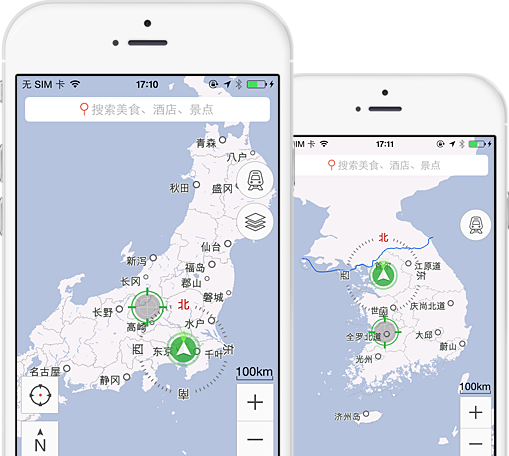 无 SIM 卡
17:10
搜索美食、酒店、景点
青森
八户
秋田
盛冈
仙台
新泻
福岛
长冈
郡山
磐城
北
长野
水户
高崎
西
东京
千叶
东
名古屋
静冈
南
100km
+
−
N
IM 卡
17:11
搜索美食、酒店、景点
北
江原道
西
东
世
南
庆尚北道
全罗北道
大邱
蔚山
光州
100km
济州岛
+
−